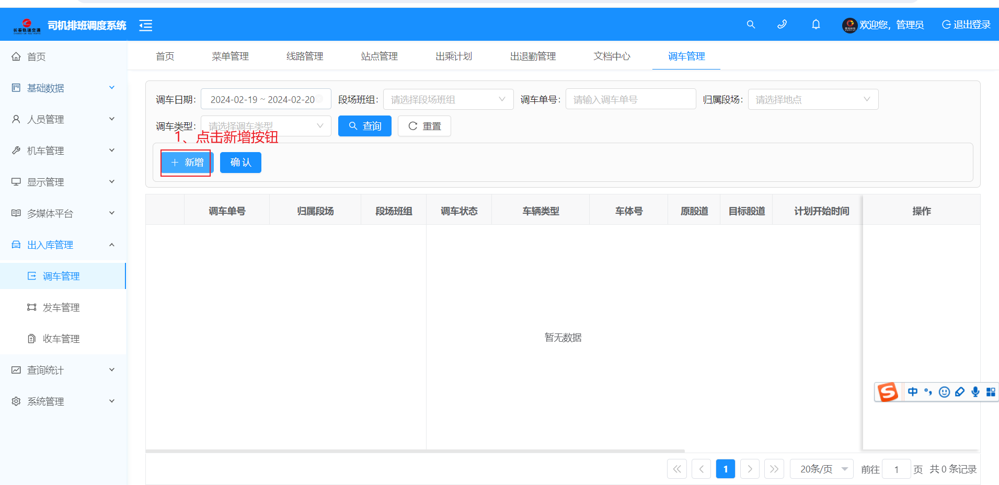 长春轨道交通
司机排班调度系统
欢迎您，管理员
退出登录
首页
基础数据
人员管理
机车管理
显示管理
多媒体平台
出入库管理
调车管理
发车管理
收车管理
查询统计
系统管理
首页 菜单管理 线路管理 站点管理 出乘计划 出退勤管理 文档中心 调车管理
调车日期： 2024-02-19 ~ 2024-02-20 段场班组： 请选择段场班组 调车单号： 请输入调车单号 归属段场： 请选择地点
调车类型： 请选择调车类型 查询 重置
1、点击新增按钮
新增 确认
调车单号 归属段场 段场班组 调车状态 车辆类型 车体号 原股道 目标股道 计划开始时间 操作
暂无数据
中
1 20条/页 前往 1 页 共 0 条记录